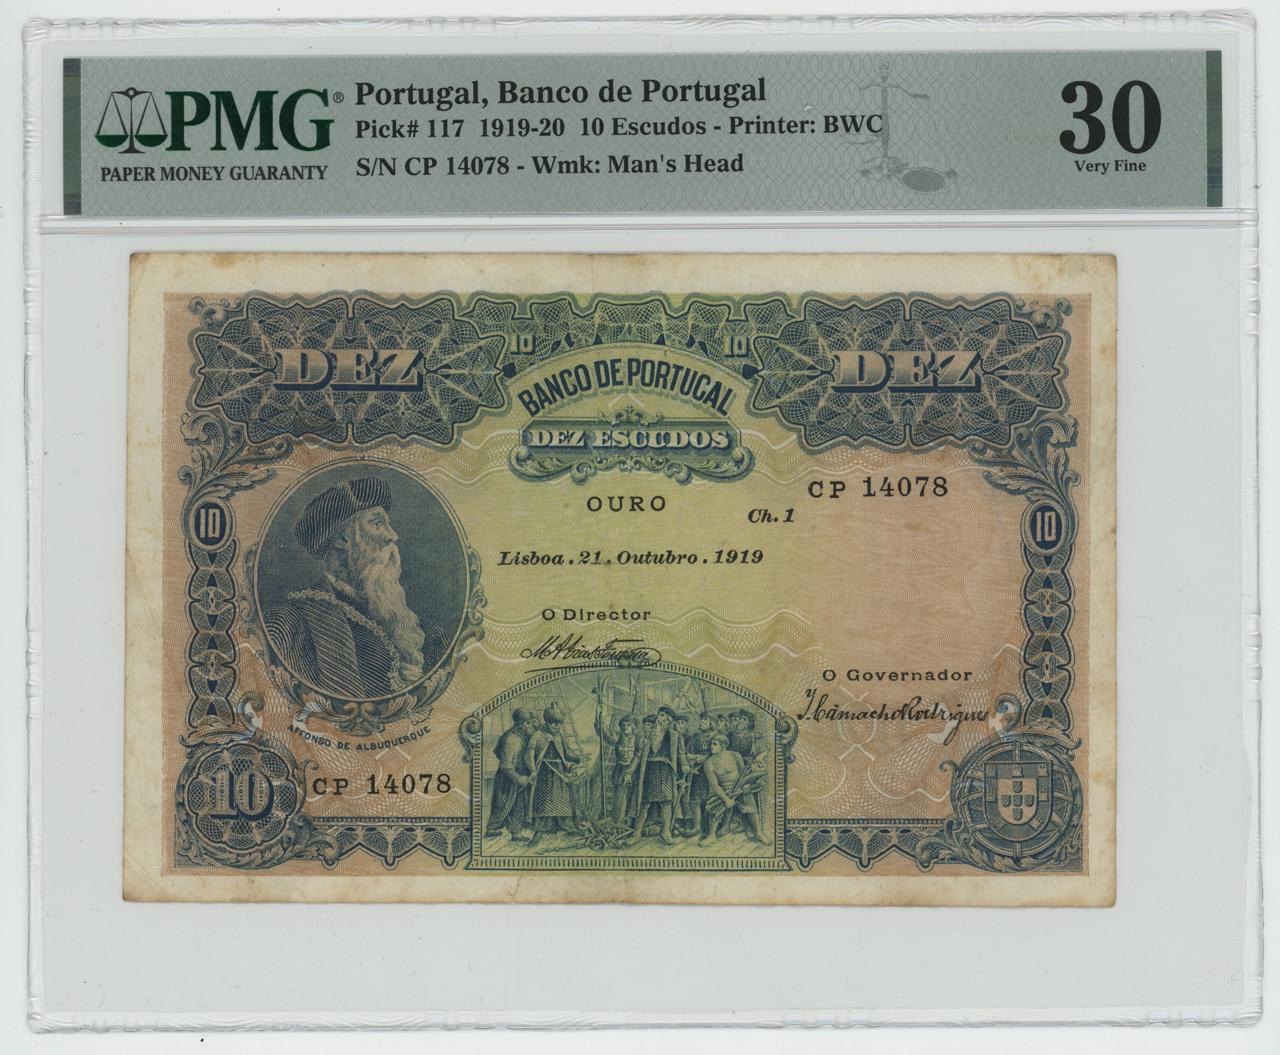 PMG®
PAPER MONEY GUARANTY
Portugal, Banco de Portugal
Pick# 117 1919-20 10 Escudos - Printer: BWC
S/N CP 14078 - Wmk: Man's Head
30
Very Fine
DEZ
10
10
DEZ
BANCO DE PORTUGAL
DEZ ESCUDOS
CP 14078
OURO
Ch. 1
10
10
Lisboa . 21 . Outubro . 1919
O Director
O Governador
J. Camacho Rodrigues
AFFONSO DE ALBUQUERQUE
10
CP 14078